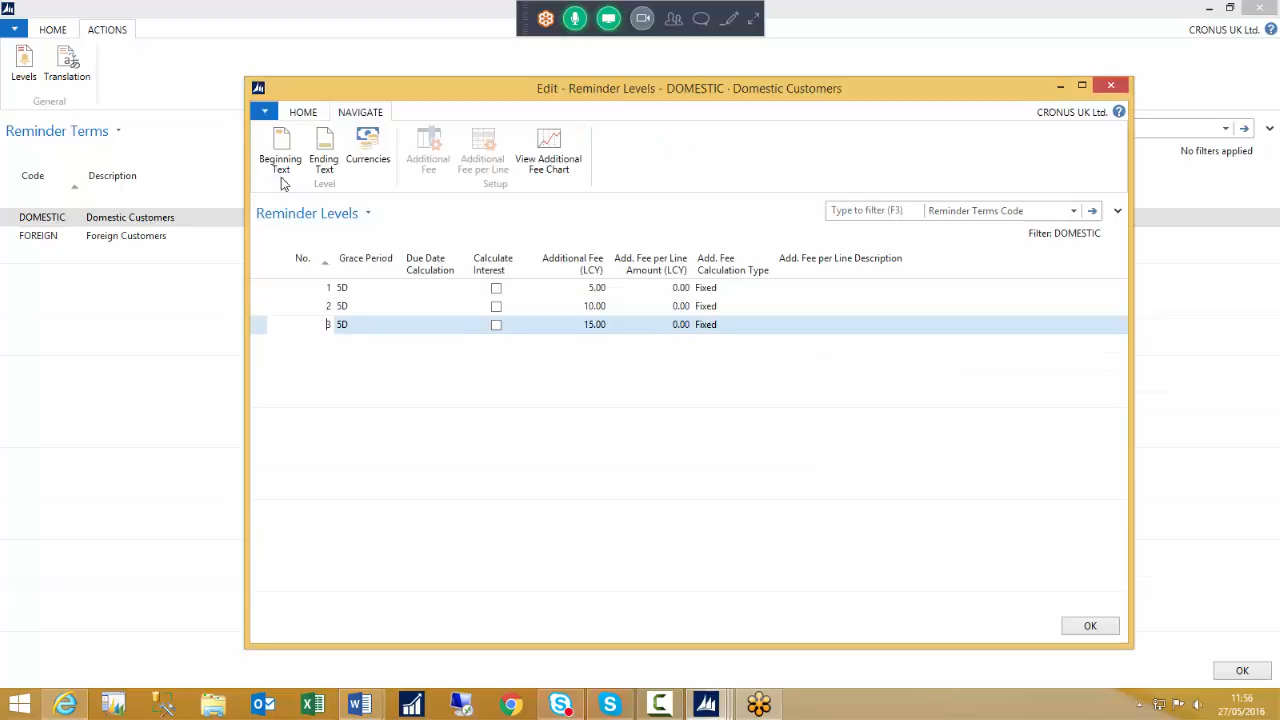 HOME ACTIONS
CRONUS UK Ltd.
Levels Translation
General
Reminder Terms
No filters applied
Code Description
DOMESTIC Domestic Customers
FOREIGN Foreign Customers
Edit - Reminder Levels - DOMESTIC · Domestic Customers
HOME NAVIGATE
CRONUS UK Ltd.
Beginning Text
Ending Text
Currencies
Additional Fee
Additional Fee per Line
View Additional Fee Chart
Level
Setup
Reminder Levels
Type to filter (F3) Reminder Terms Code
Filter: DOMESTIC
No. Grace Period Due Date Calculation Calculate Interest Additional Fee (LCY) Add. Fee per Line Amount (LCY) Add. Fee Calculation Type Add. Fee per Line Description
1 5D 5.00 0.00 Fixed
2 5D 10.00 0.00 Fixed
3 5D 15.00 0.00 Fixed
OK
OK
11:56
27/05/2016